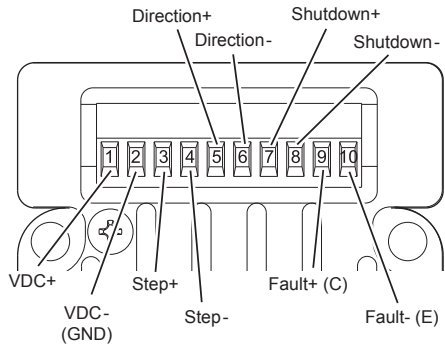 Direction+
Shutdown+
Direction-
Shutdown-
1 2 3 4 5 6 7 8 9 10
VDC+
Step+
Fault+ (C)
VDC-
(GND)
Step-
Fault- (E)